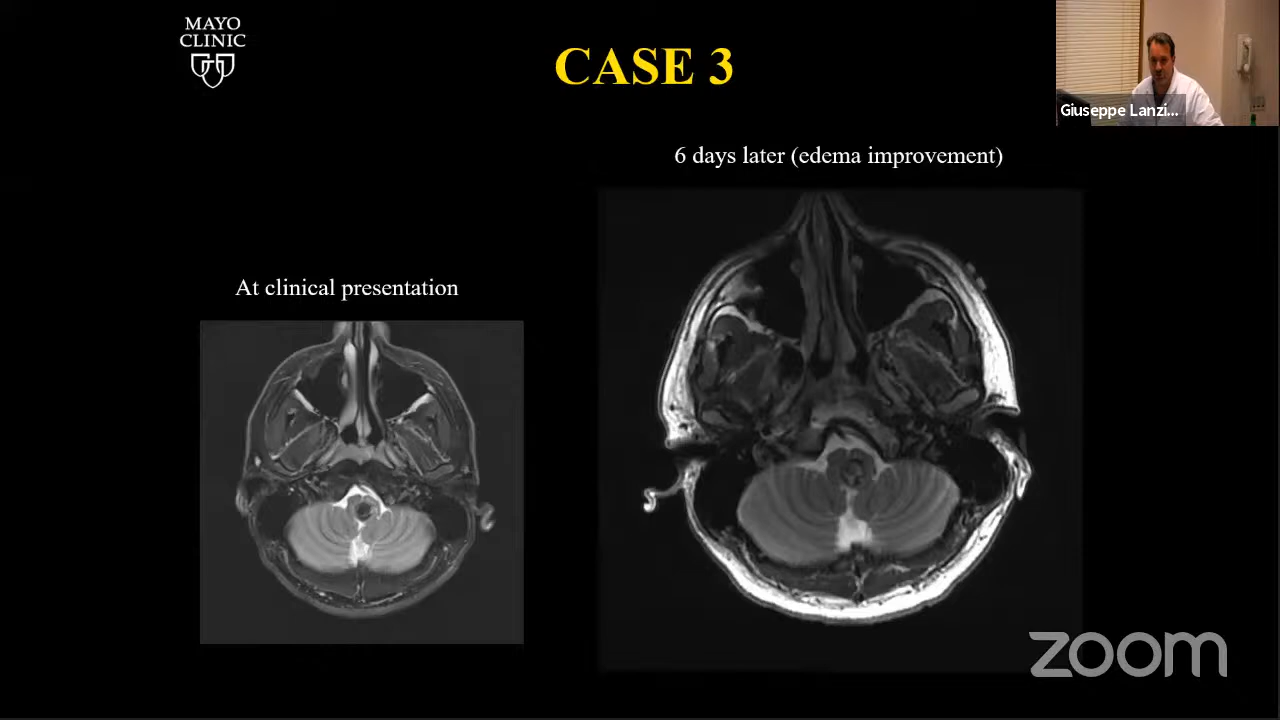 MAYO
CLINIC
CASE 3
Giuseppe Lanzi...
6 days later (edema improvement)
At clinical presentation
zoom